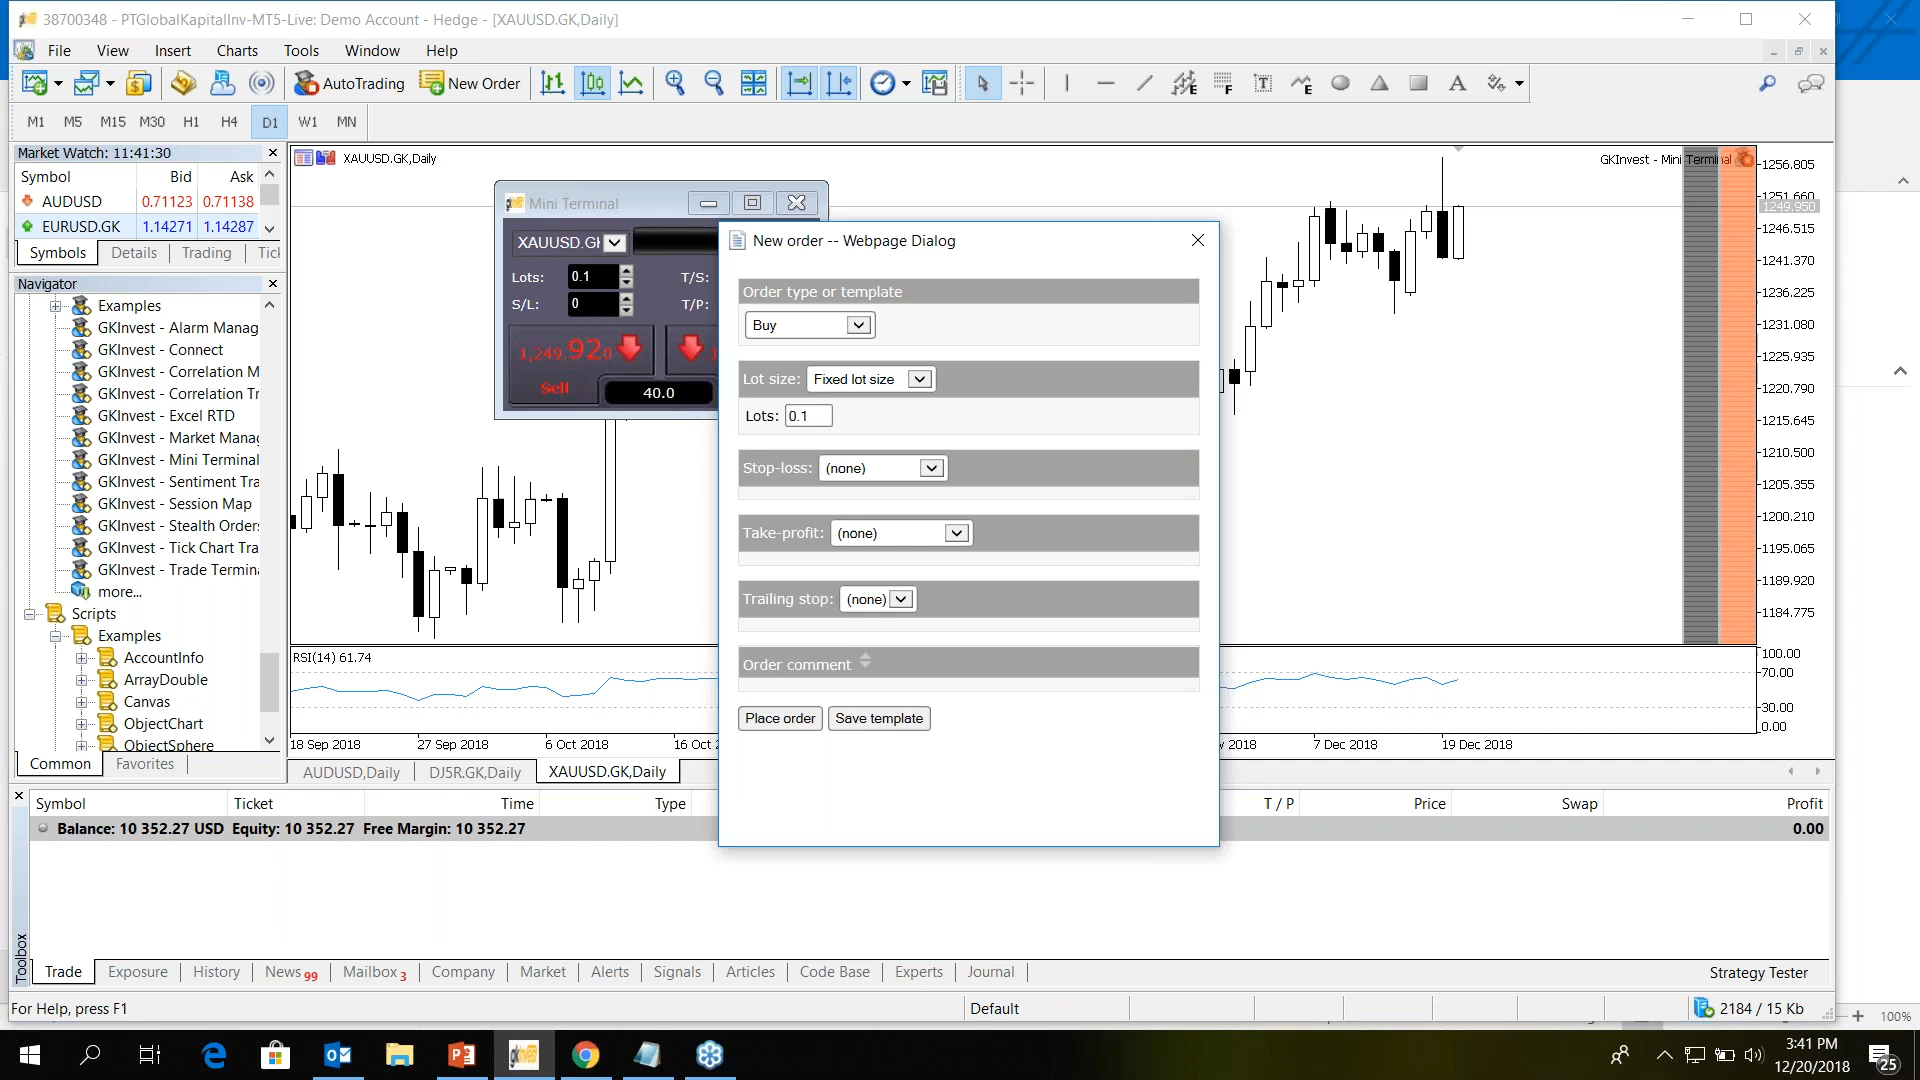 38700348 - PTGlobalKapitalInv-MT5-Live: Demo Account - Hedge - [XAUUSD.GK,Daily]
File View Insert Charts Tools Window Help
AutoTrading New Order
M1 M5 M15 M30 H1 H4 D1 W1 MN
Market Watch: 11:41:30
Symbol Bid Ask
AUDUSD 0.71123 0.71138
EURUSD.GK 1.14271 1.14287
Symbols Details Trading Tick
Navigator
Examples
GKInvest - Alarm Manag
GKInvest - Connect
GKInvest - Correlation M
GKInvest - Correlation Tr
GKInvest - Excel RTD
GKInvest - Market Manag
GKInvest - Mini Terminal
GKInvest - Sentiment Tra
GKInvest - Session Map
GKInvest - Stealth Orders
GKInvest - Tick Chart Tra
GKInvest - Trade Termina
more...
Scripts
Examples
AccountInfo
ArrayDouble
Canvas
ObjectChart
ObjectSphere
Common Favorites
XAUUSD.GK,Daily
GKInvest - Mini Terminal
Mini Terminal
XAUUSD.GK
Lots: 0.1 T/S:
S/L: 0 T/P:
1,249.920
Sell
40.0
New order -- Webpage Dialog
Order type or template
Buy
Lot size: Fixed lot size
Lots: 0.1
Stop-loss: (none)
Take-profit: (none)
Trailing stop: (none)
Order comment
Place order Save template
1256.805
1251.660
1249.950
1246.515
1241.370
1236.225
1231.080
1225.935
1220.790
1215.645
1210.500
1205.355
1200.210
1195.065
1189.920
1184.775
RSI(14) 61.74
100.00
70.00
30.00
0.00
18 Sep 2018 27 Sep 2018 6 Oct 2018 16 Oct v 2018 7 Dec 2018 19 Dec 2018
AUDUSD,Daily DJ5R.GK,Daily XAUUSD.GK,Daily
Symbol Ticket Time Type T / P Price Swap Profit
Balance: 10 352.27 USD Equity: 10 352.27 Free Margin: 10 352.27 0.00
Toolbox
Trade Exposure History News 99 Mailbox 3 Company Market Alerts Signals Articles Code Base Experts Journal Strategy Tester
For Help, press F1 Default 2184 / 15 Kb
100%
3:41 PM
12/20/2018
25